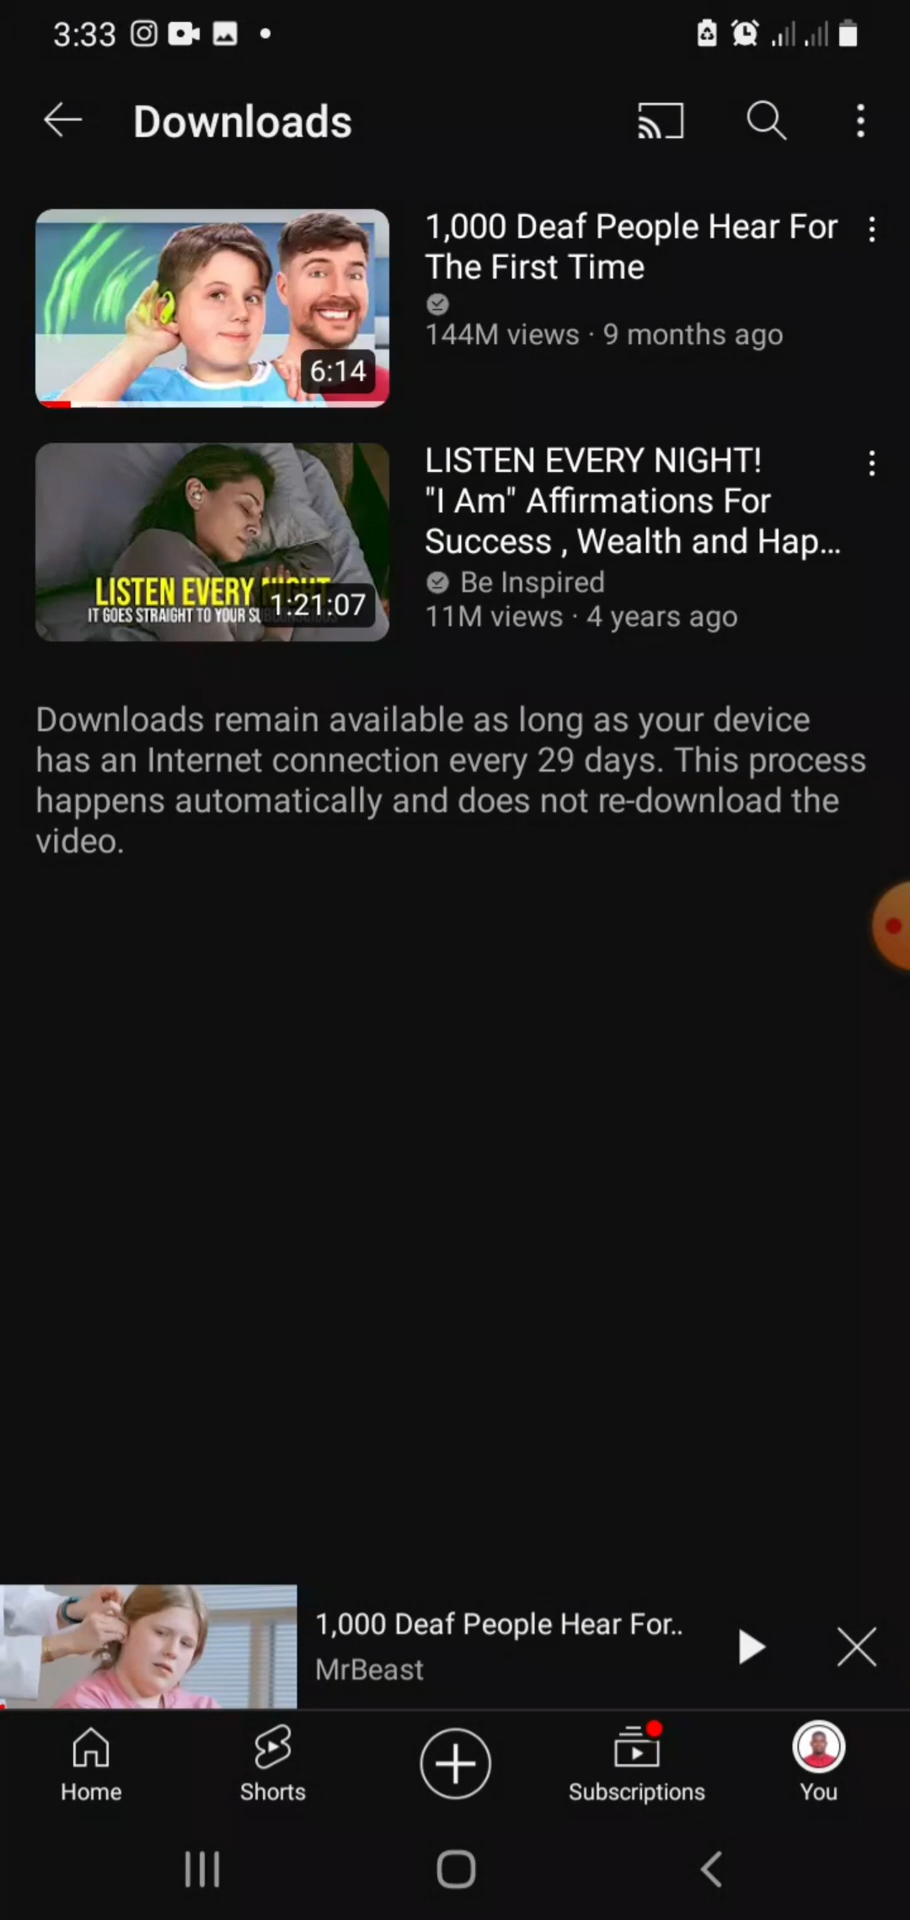 3:33
Downloads
1,000 Deaf People Hear For
The First Time
144M views · 9 months ago
6:14
LISTEN EVERY NIGHT!
"I Am" Affirmations For
Success , Wealth and Hap...
Be Inspired
11M views · 4 years ago
LISTEN EVERY NIGHT
IT GOES STRAIGHT TO YOUR SUBCONSCIOUS
1:21:07
Downloads remain available as long as your device
has an Internet connection every 29 days. This process
happens automatically and does not re-download the
video.
1,000 Deaf People Hear For..
MrBeast
Home
Shorts
Subscriptions
You